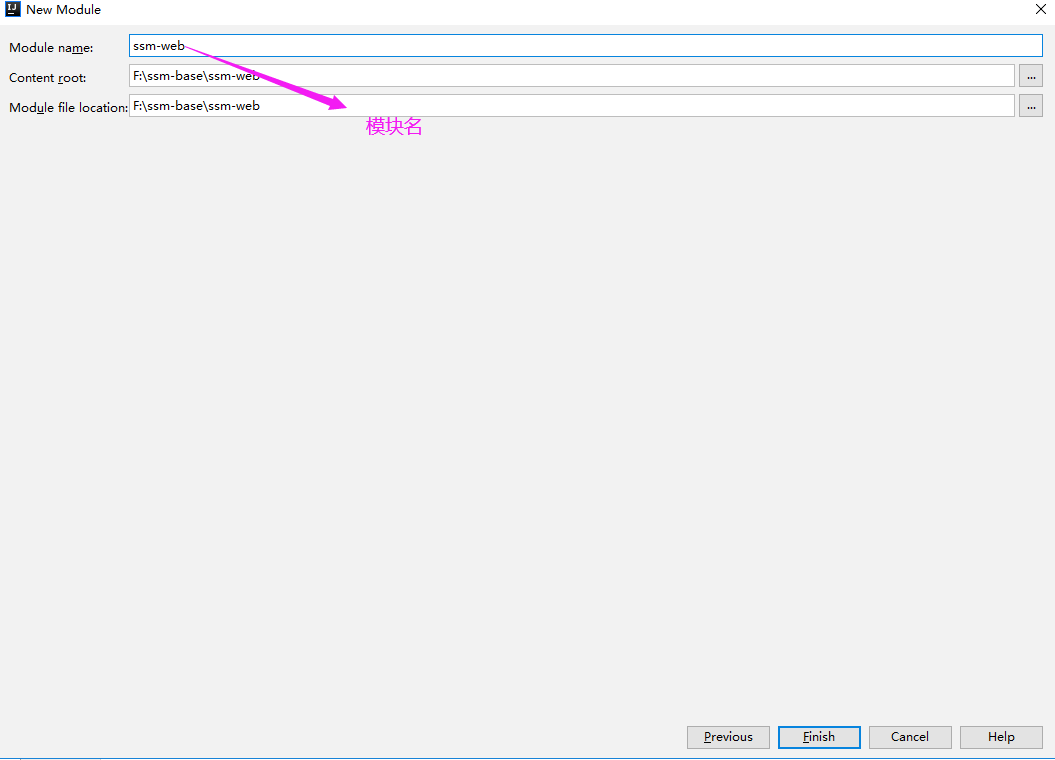 New Module
Module name: ssm-web
Content root: F:\ssm-base\ssm-web ...
Module file location: F:\ssm-base\ssm-web ...
模块名
Previous Finish Cancel Help